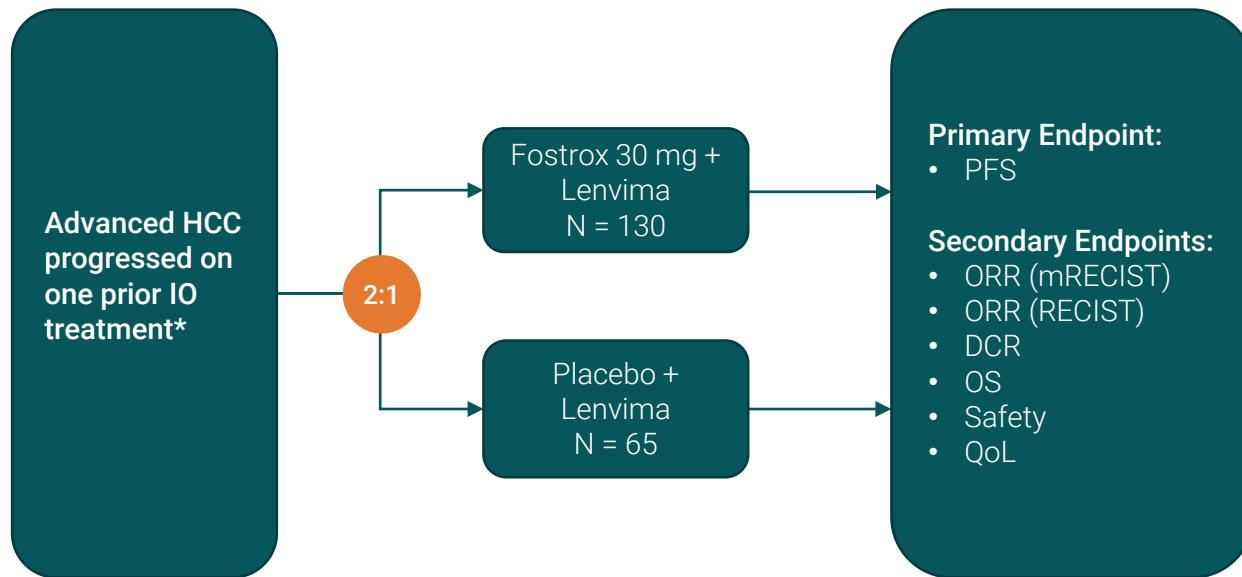 Advanced HCC
progressed on
one prior IO
treatment*
2:1
Fostrox 30 mg +
Lenvima
N = 130
Placebo +
Lenvima
N = 65
Primary Endpoint:
• PFS
Secondary Endpoints:
• ORR (mRECIST)
• ORR (RECIST)
• DCR
• OS
• Safety
• QoL